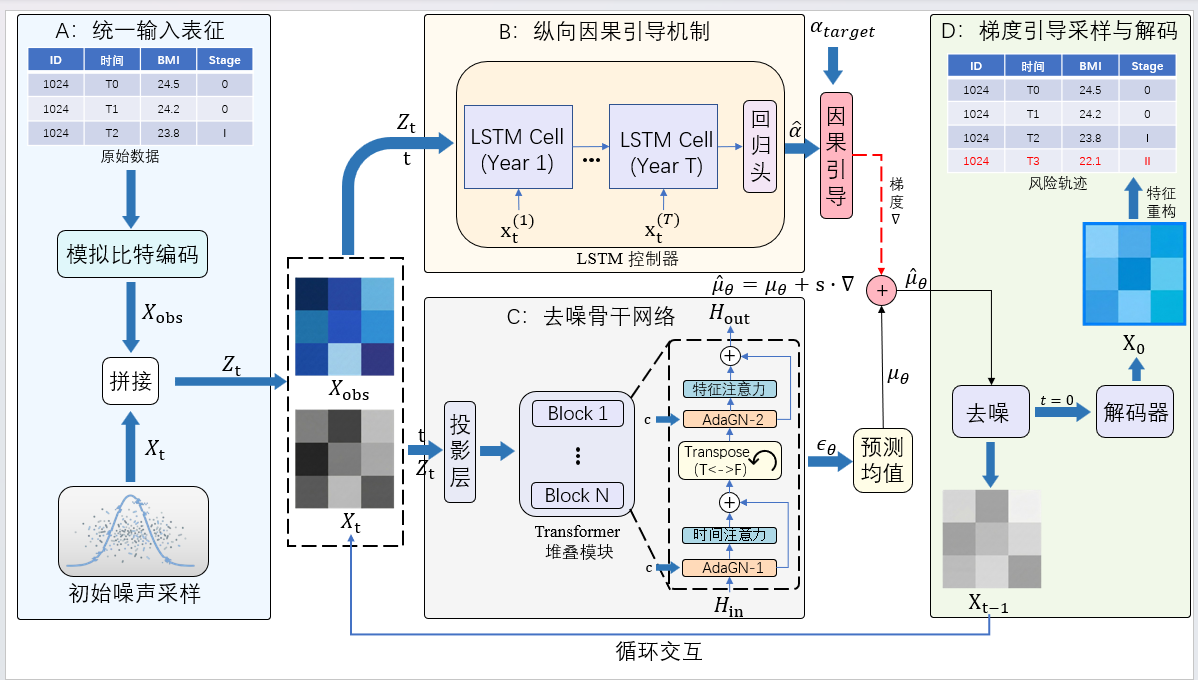 A：统一输入表征
ID 时间 BMI Stage
1024 T0 24.5 0
1024 T1 24.2 0
1024 T2 23.8 I
原始数据
模拟比特编码
X_obs
拼接
Z_t
X_t
初始噪声采样
X_obs
X_t
B：纵向因果引导机制
Z_t
t
LSTM Cell
(Year 1)
...
LSTM Cell
(Year T)
回归头
x_t^(1)
x_t^(T)
LSTM 控制器
α_target
α̂
因果引导
梯度∇
μ̂_θ = μ_θ + s · ∇
+
μ̂_θ
μ_θ
C：去噪骨干网络
t
Z_t
投影层
Block 1
⋮
Block N
Transformer
堆叠模块
H_out
+
特征注意力
c
AdaGN-2
Transpose
(T<->F)
+
时间注意力
c
AdaGN-1
H_in
ϵ_θ
预测
均值
D：梯度引导采样与解码
ID 时间 BMI Stage
1024 T0 24.5 0
1024 T1 24.2 0
1024 T2 23.8 I
1024 T3 22.1 II
风险轨迹
特征
重构
X_0
去噪
t = 0
解码器
X_t−1
循环交互